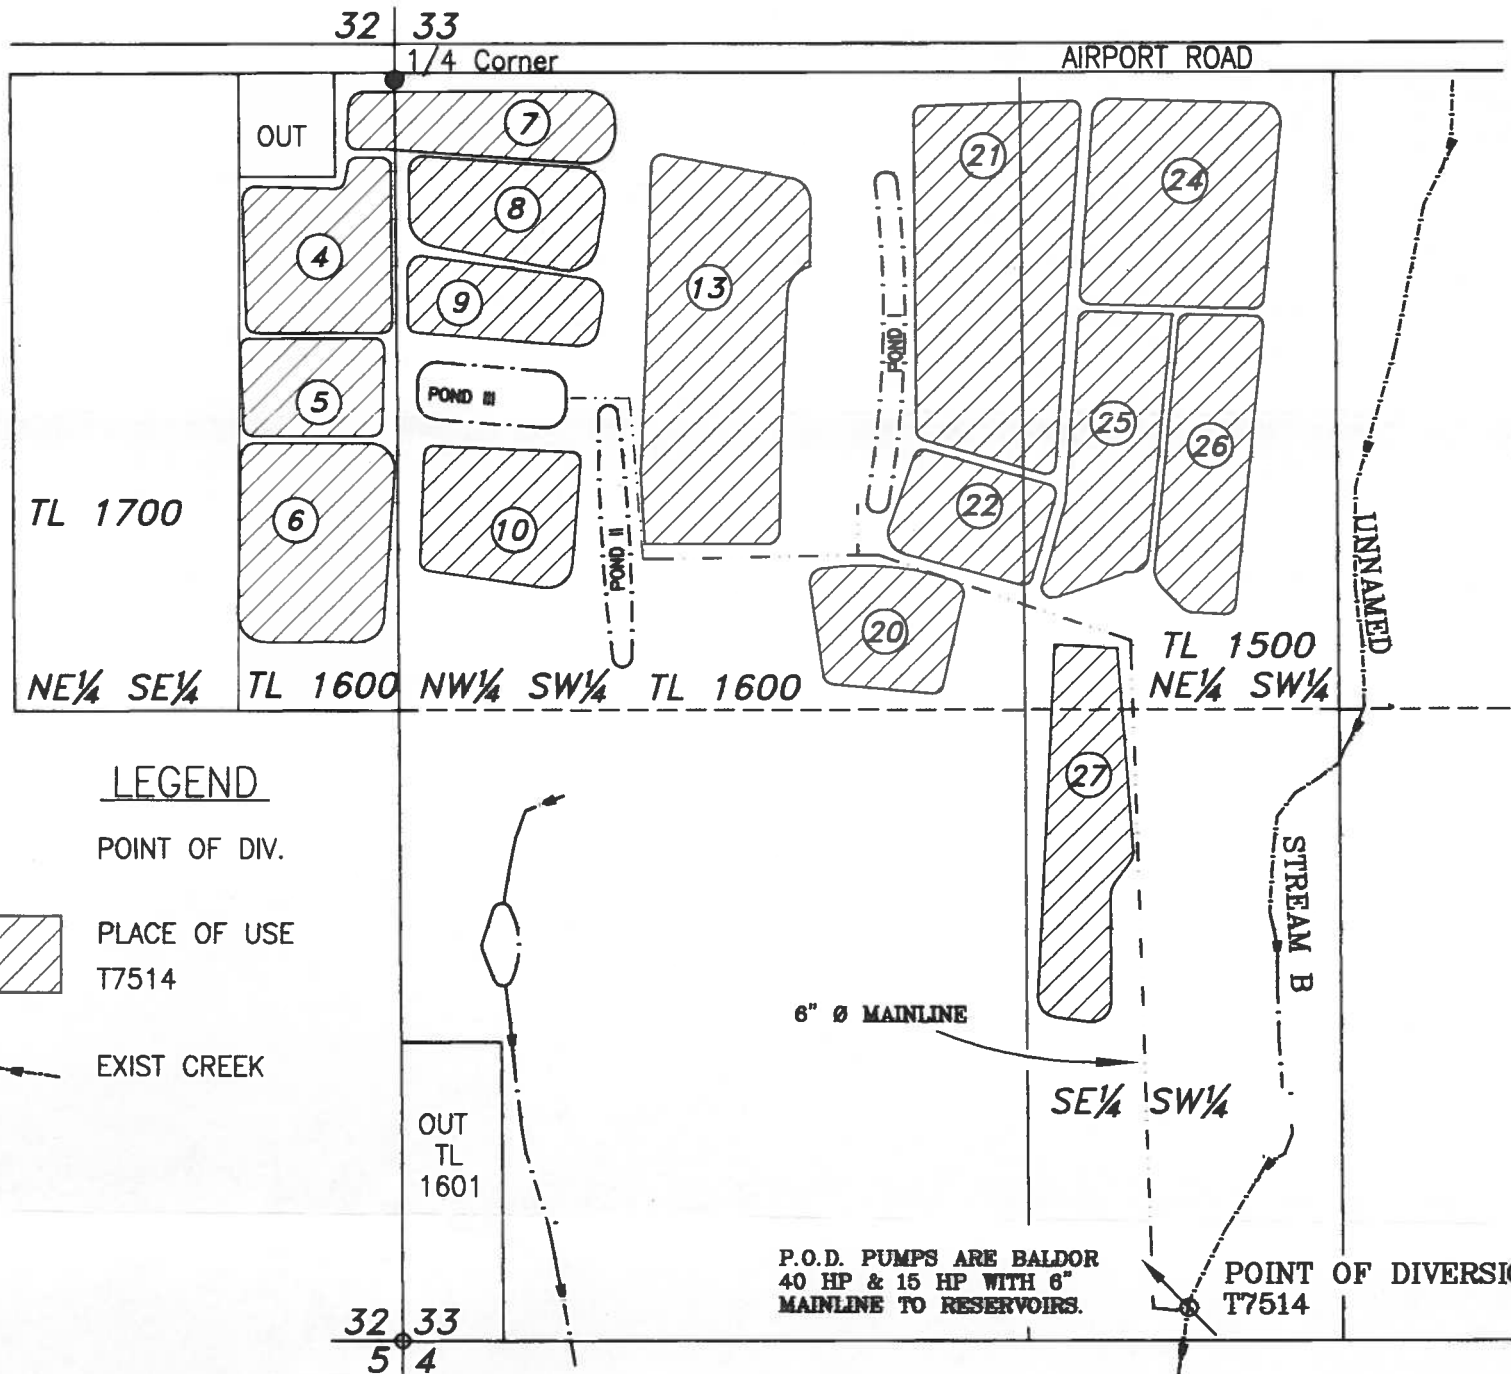 32 33
1/4 Corner
AIRPORT ROAD
OUT
7
21
24
8
4
13
9
POND I
POND III
5
25
26
22
TL 1700
6
10
POND II
UNNAMED
20
TL 1500
NE¼ SE¼
TL 1600
NW¼ SW¼
TL 1600
NE¼ SW¼
27
LEGEND
POINT OF DIV.
PLACE OF USE
T7514
EXIST CREEK
STREAM B
6" Ø MAINLINE
SE¼ SW¼
OUT
TL
1601
P.O.D. PUMPS ARE BALDOR
40 HP & 15 HP WITH 6"
MAINLINE TO RESERVOIRS.
POINT OF DIVERSI
T7514
32 33
5 4